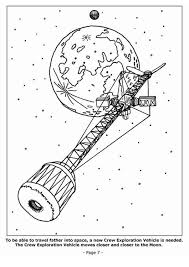 To be able to travel farther into space, a new Crew Exploration Vehicle is needed.
The Crew Exploration Vehicle moves closer and closer to the Moon.
- Page 7 -